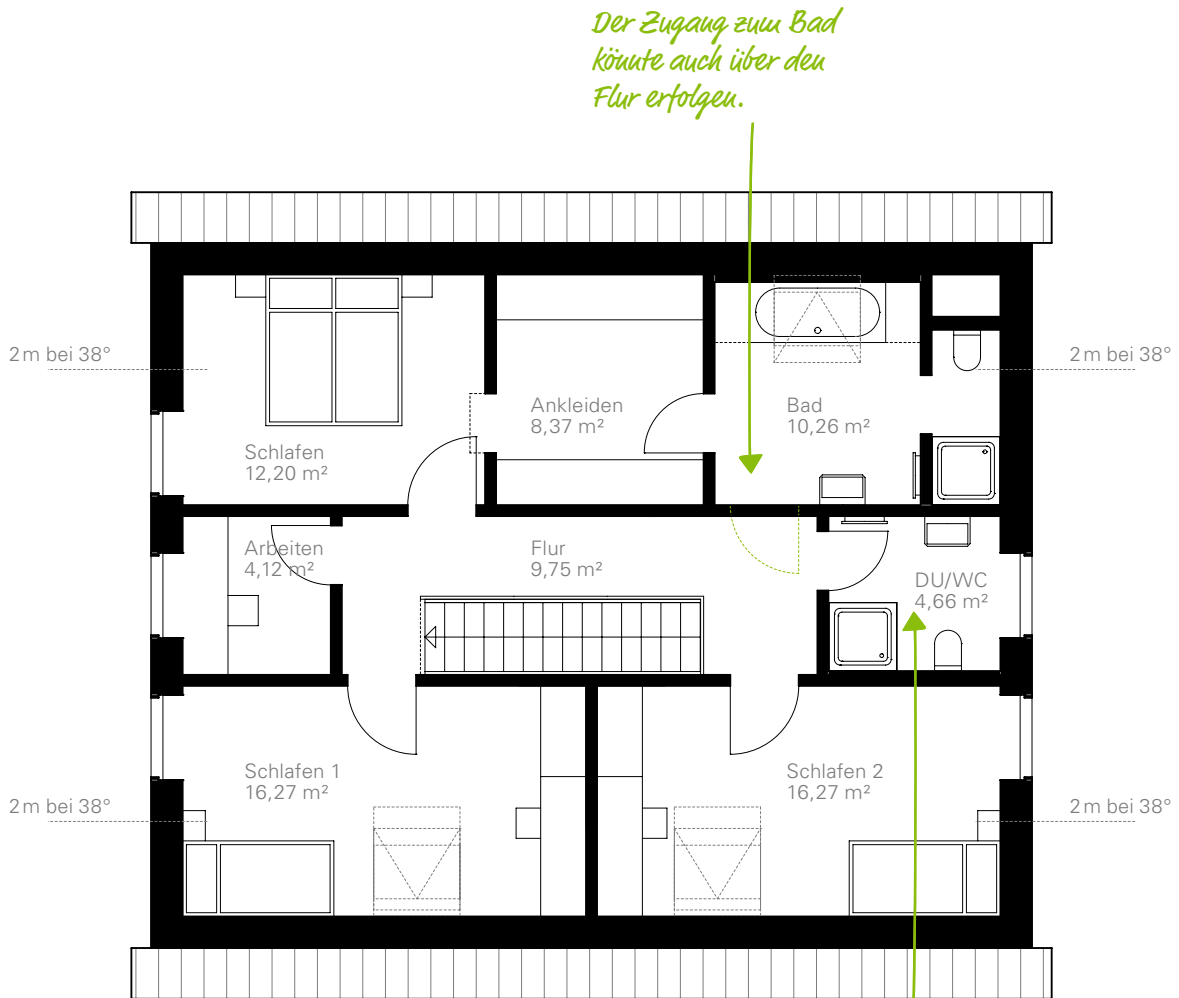 Der Zugang zum Bad
könnte auch über den
Flur erfolgen.
2 m bei 38°
2 m bei 38°
Ankleiden
8,37 m²
Bad
10,26 m²
Schlafen
12,20 m²
Arbeiten
4,12 m²
Flur
9,75 m²
DU/WC
4,66 m²
Schlafen 1
16,27 m²
Schlafen 2
16,27 m²
2 m bei 38°
2 m bei 38°